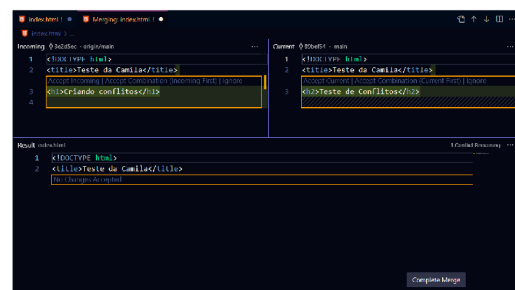 index.html ! Merging: index.html !
index.html > ...
Incoming 3e2d5ec · origin/main ···
1 <!DOCTYPE html>
2 <title>Teste da Camila</title>
Accept Incoming | Accept Combination (Incoming First) | Ignore
3 <h1>Criando conflitos</h1>
4
Current 89bef54 · main ···
1 <!DOCTYPE html>
2 <title>Teste da Camila</title>
Accept Current | Accept Combination (Current First) | Ignore
3 <h2>Teste de Conflitos</h2>
Result index.html 1 Conflict Remaining ···
1 <!DOCTYPE html>
2 <title>Teste da Camila</title>
No Changes Accepted
Complete Merge